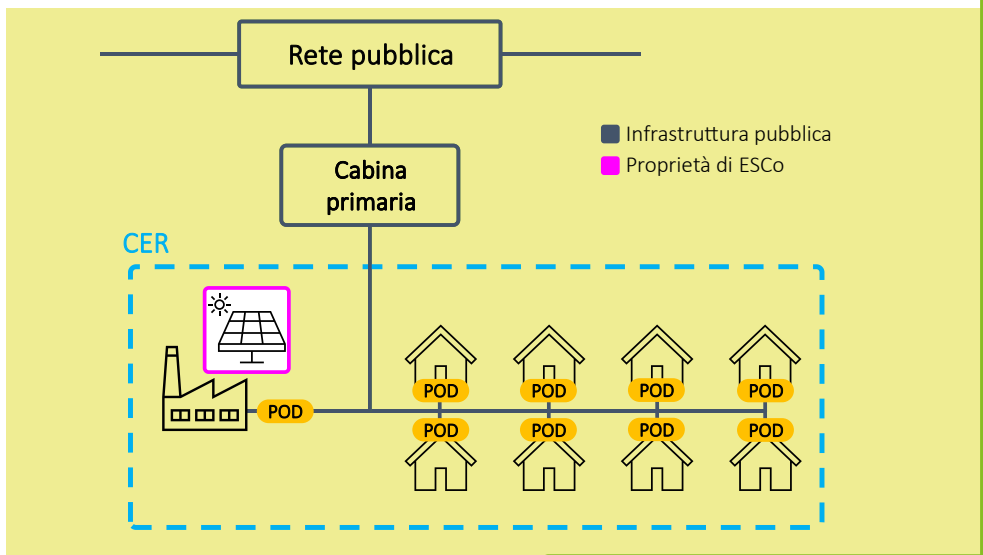 Rete pubblica
Infrastruttura pubblica
Proprietà di ESCo
Cabina
primaria
CER
POD POD POD POD
POD
POD POD POD POD